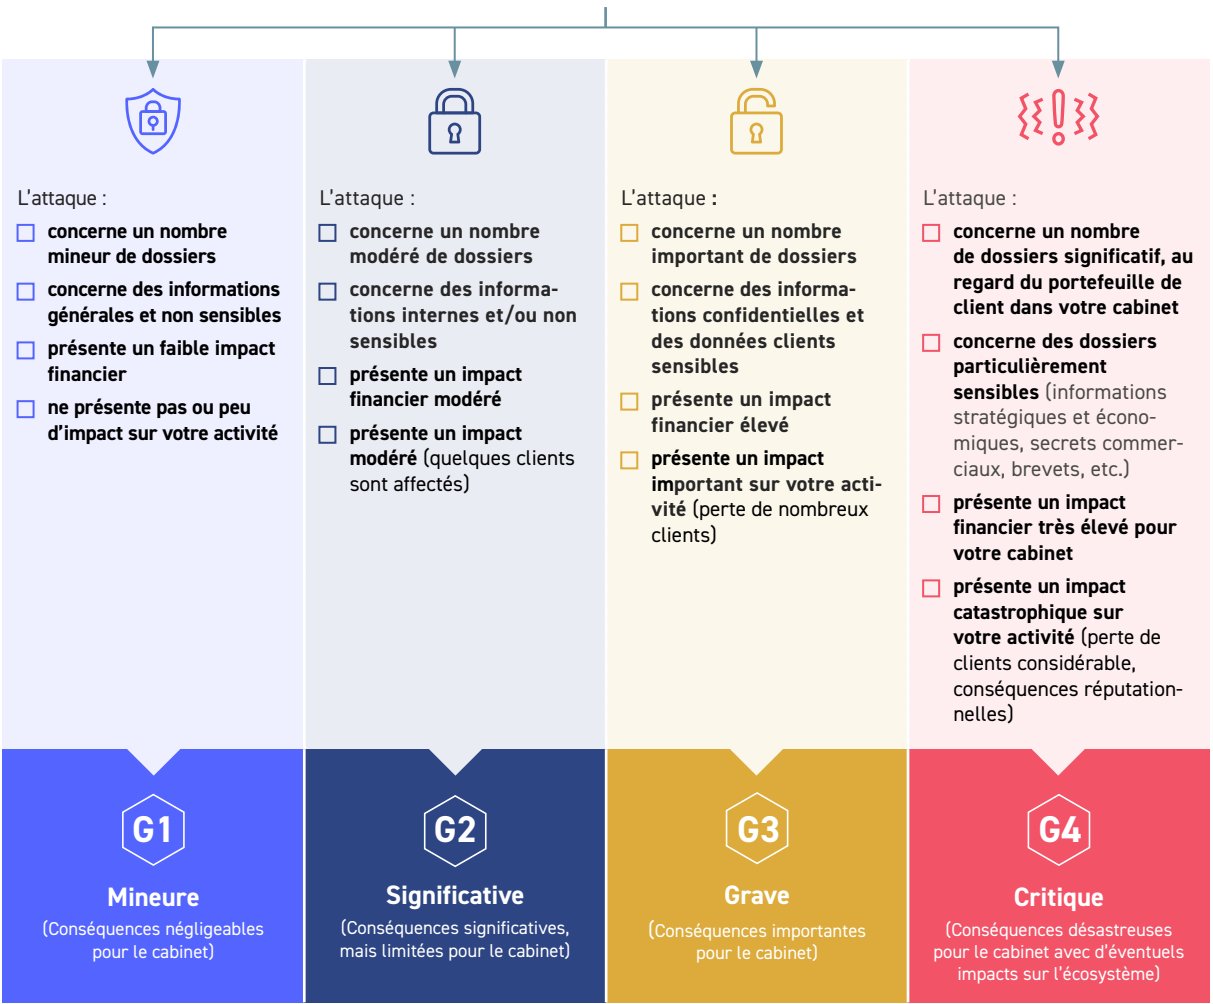 L'attaque :
concerne un nombre
mineur de dossiers
concerne des informations
générales et non sensibles
présente un faible impact
financier
ne présente pas ou peu
d'impact sur votre activité
L'attaque :
concerne un nombre
modéré de dossiers
concerne des informa-
tions internes et/ou non
sensibles
présente un impact
financier modéré
présente un impact
modéré (quelques clients
sont affectés)
L'attaque :
concerne un nombre
important de dossiers
concerne des informa-
tions confidentielles et
des données clients
sensibles
présente un impact
financier élevé
présente un impact
important sur votre acti-
vité (perte de nombreux
clients)
L'attaque :
concerne un nombre
de dossiers significatif, au
regard du portefeuille de
client dans votre cabinet
concerne des dossiers
particulièrement
sensibles (informations
stratégiques et écono-
miques, secrets commer-
ciaux, brevets, etc.)
présente un impact
financier très élevé pour
votre cabinet
présente un impact
catastrophique sur
votre activité (perte de
clients considérable,
conséquences réputation-
nelles)
G1
Mineure
(Conséquences négligeables
pour le cabinet)
G2
Significative
(Conséquences significatives,
mais limitées pour le cabinet)
G3
Grave
(Conséquences importantes
pour le cabinet)
G4
Critique
(Conséquences désastreuses
pour le cabinet avec d'éventuels
impacts sur l'écosystème)